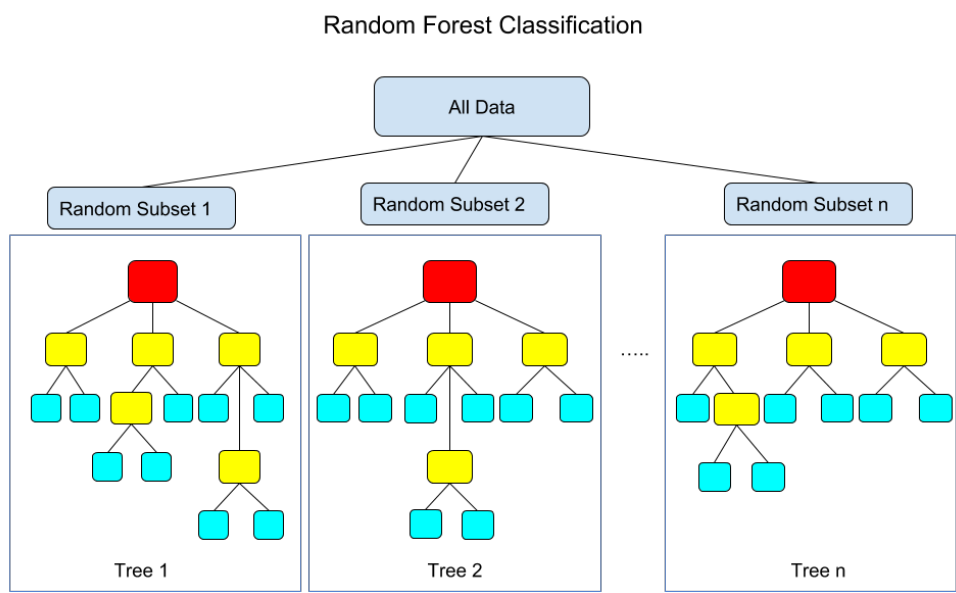 Random Forest Classification
All Data
Random Subset 1
Random Subset 2
Random Subset n
.....
Tree 1
Tree 2
Tree n